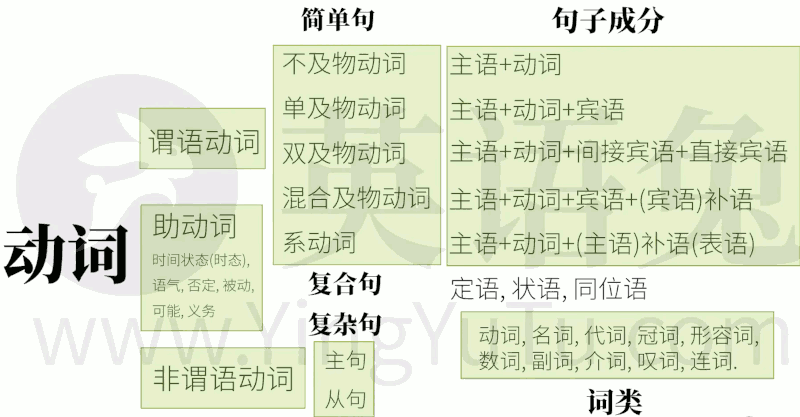 简单句
句子成分
不及物动词
主语+动词
单及物动词
主语+动词+宾语
谓语动词
双及物动词
主语+动词+间接宾语+直接宾语
混合及物动词
主语+动词+宾语+(宾语)补语
系动词
主语+动词+(主语)补语(表语)
动词
助动词
时间状态(时态),
语气, 否定, 被动,
可能, 义务
复合句
复杂句
定语, 状语, 同位语
非谓语动词
主句
从句
动词, 名词, 代词, 冠词, 形容词,
数词, 副词, 介词, 叹词, 连词.
词类
英语兔
www.YingYuTu.com